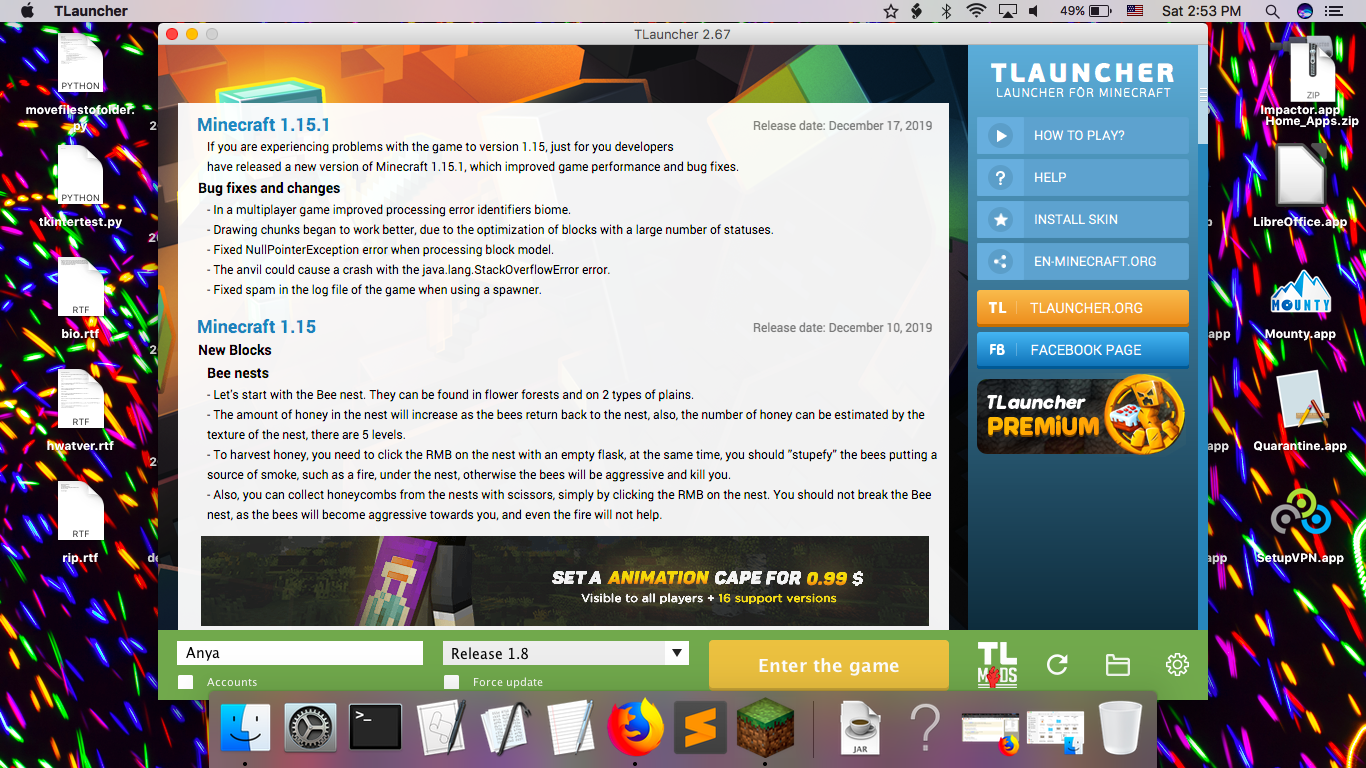 TLauncher
49%
Sat 2:53 PM
TLauncher 2.67
PYTHON
movefilestofolder.
py
PYTHON
tkintertest.py
RTF
bio.rtf
RTF
hwatver.rtf
RTF
rip.rtf
Minecraft 1.15.1
Release date: December 17, 2019
If you are experiencing problems with the game to version 1.15, just for you developers
have released a new version of Minecraft 1.15.1, which improved game performance and bug fixes.
Bug fixes and changes
- In a multiplayer game improved processing error identifiers biome.
- Drawing chunks began to work better, due to the optimization of blocks with a large number of statuses.
- Fixed NullPointerException error when processing block model.
- The anvil could cause a crash with the java.lang.StackOverflowError error.
- Fixed spam in the log file of the game when using a spawner.
Minecraft 1.15
Release date: December 10, 2019
New Blocks
Bee nests
- Let's start with the Bee nest. They can be found in flower forests and on 2 types of plains.
- The amount of honey in the nest will increase as the bees return back to the nest, also, the number of honey can be estimated by the
texture of the nest, there are 5 levels.
- To harvest honey, you need to click the RMB on the nest with an empty flask, at the same time, you should "stupefy" the bees putting a
source of smoke, such as a fire, under the nest, otherwise the bees will be aggressive and kill you.
- Also, you can collect honeycombs from the nests with scissors, simply by clicking the RMB on the nest. You should not break the Bee
nest, as the bees will become aggressive towards you, and even the fire will not help.
SET A ANIMATION CAPE FOR 0.99 $
Visible to all players + 16 support versions
TLAUNCHER
LAUNCHER FOR MINECRAFT
HOW TO PLAY?
HELP
INSTALL SKIN
EN-MINECRAFT.ORG
TL TLAUNCHER.ORG
FB FACEBOOK PAGE
TLauncher
PREMiUM
ZIP
Impactor.app
Home_Apps.zip
LibreOffice.app
MOUNTY
Mounty.app
Quarantine.app
SetupVPN.app
Anya
Release 1.8
Enter the game
TL
MODS
Accounts
Force update
JAR